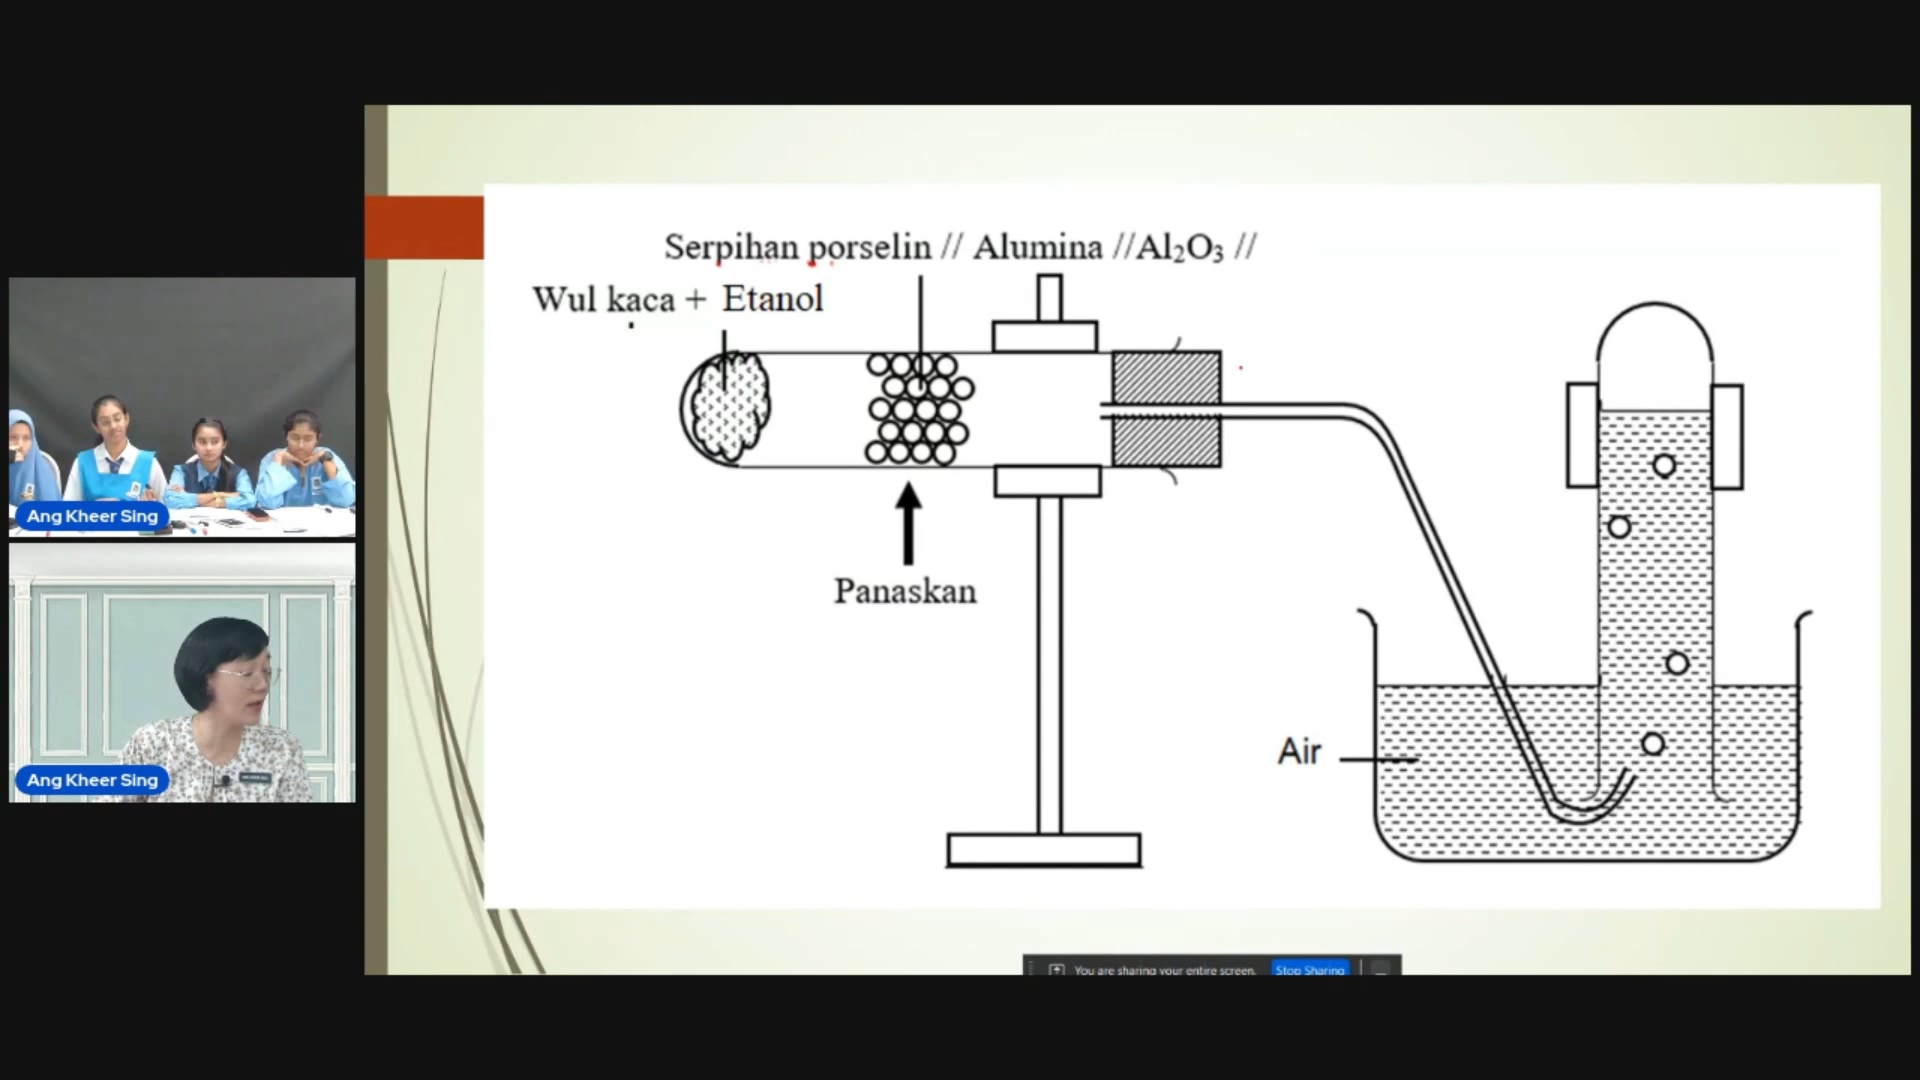 Serpihan porselin // Alumina //Al₂O₃ //
Wul kaca + Etanol
Panaskan
Air
Ang Kheer Sing
Ang Kheer Sing
You are sharing your entire screen. Stop Sharing